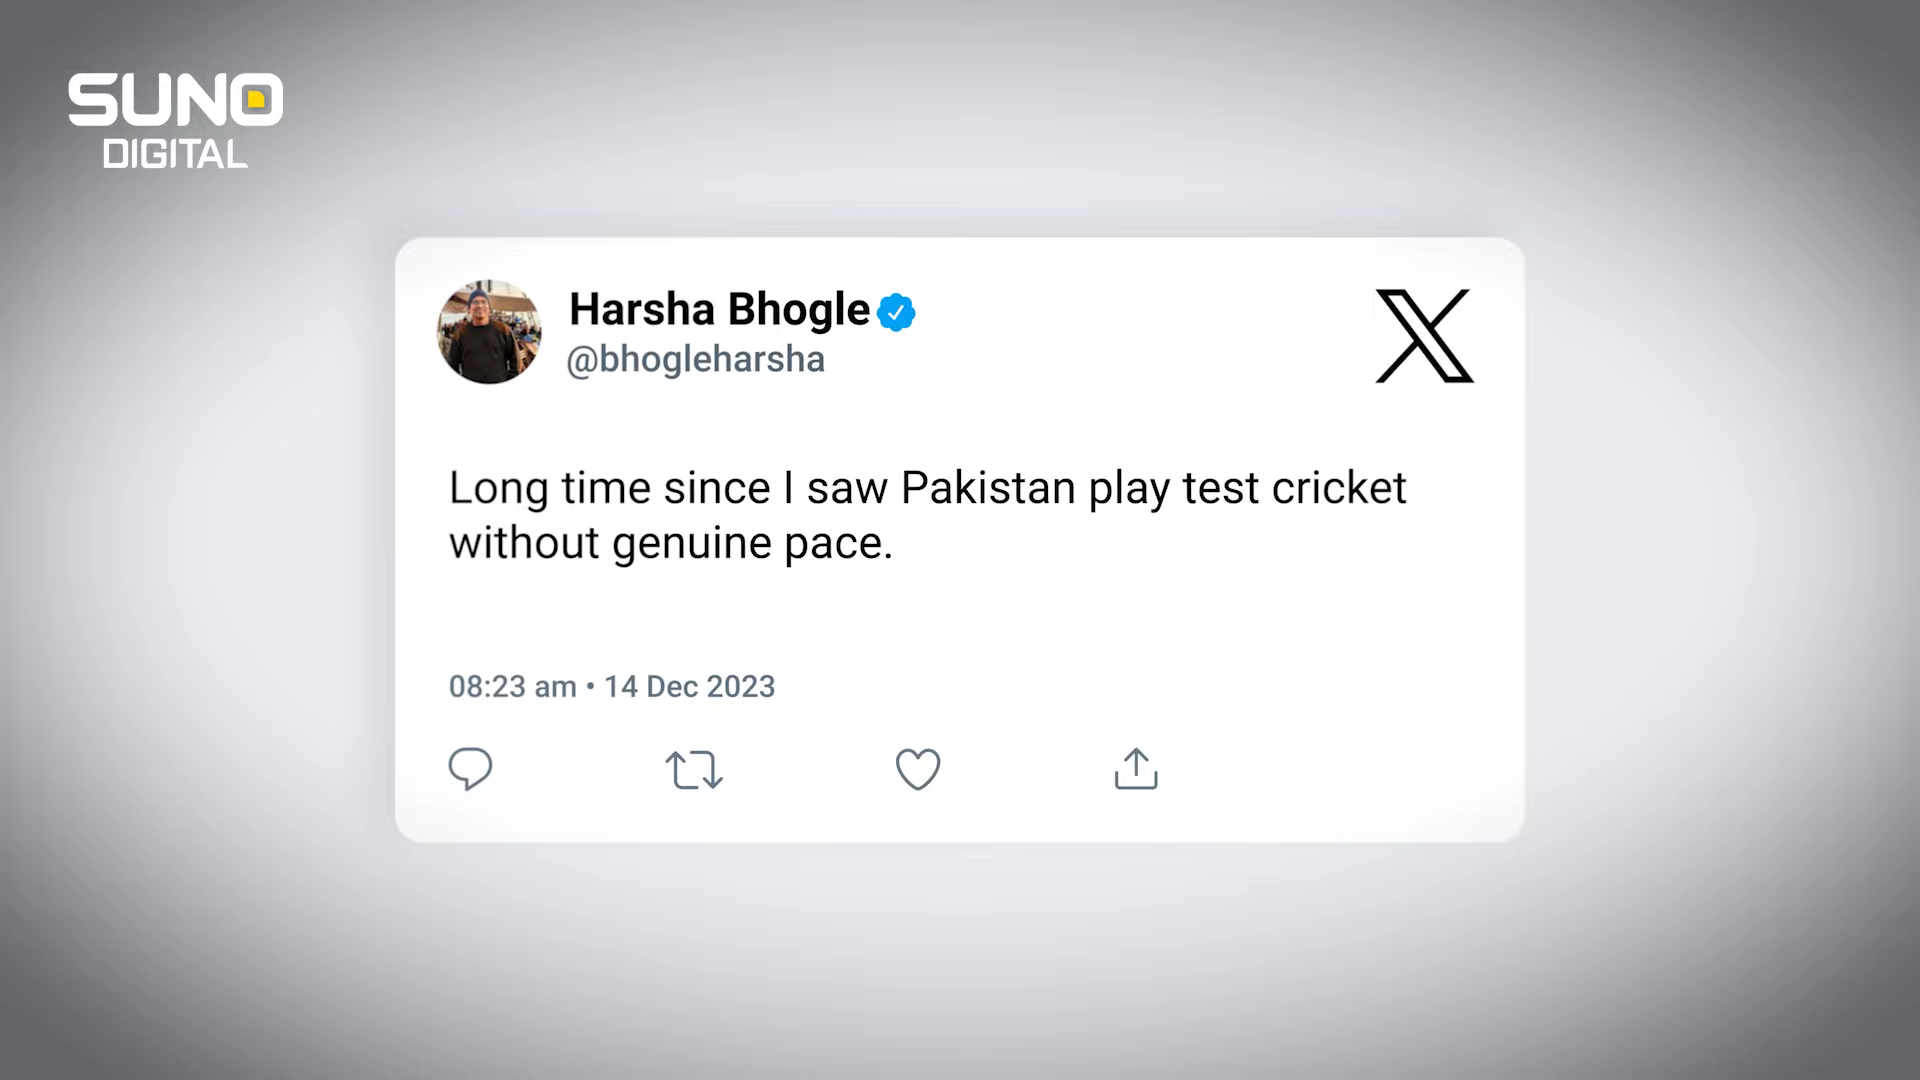 SUNO
DIGITAL
Harsha Bhogle
@bhogleharsha
Long time since I saw Pakistan play test cricket
without genuine pace.
08:23 am • 14 Dec 2023